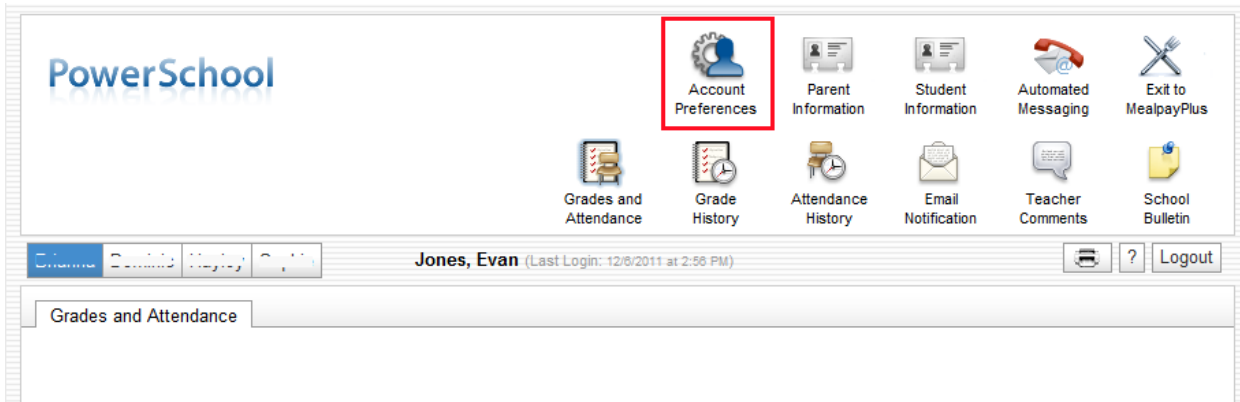 PowerSchool
Account Preferences
Parent Information
Student Information
Automated Messaging
Exit to MealpayPlus
Grades and Attendance
Grade History
Attendance History
Email Notification
Teacher Comments
School Bulletin
Jones, Evan (Last Login: 12/6/2011 at 2:56 PM)
? Logout
Grades and Attendance